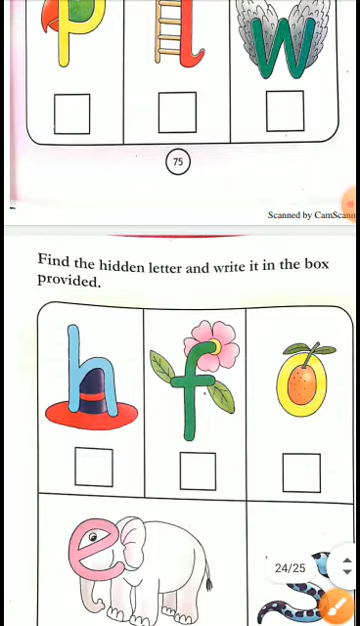 p l w
75
Scanned by CamScann
Find the hidden letter and write it in the box
provided.
h f o
24/25
e s